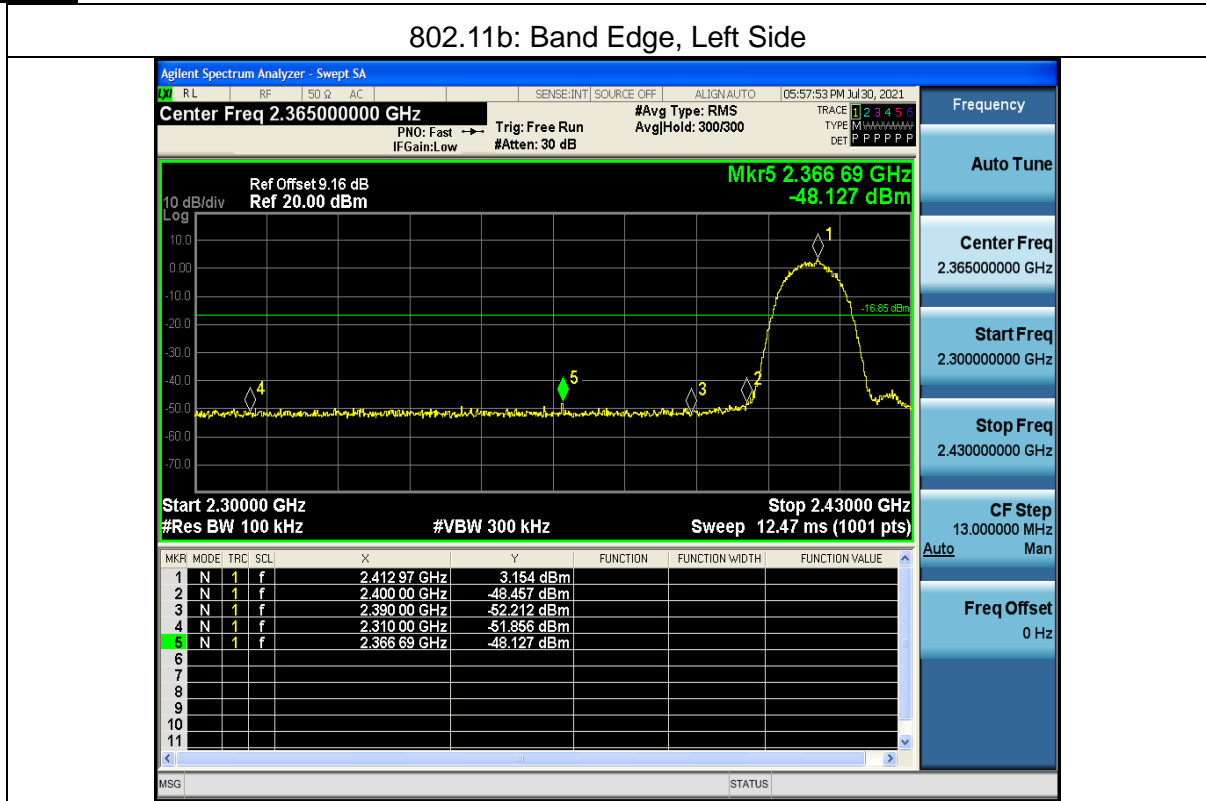 802.11b: Band Edge, Left Side
Agilent Spectrum Analyzer - Swept SA
LXI RL RF 50 Ω AC SENSE:INT SOURCE OFF ALIGN AUTO 05:57:53 PM Jul 30, 2021
Center Freq 2.365000000 GHz #Avg Type: RMS TRACE 1 2 3 4 5 6
PNO: Fast Trig: Free Run Avg|Hold: 300/300 TYPE M
IFGain:Low #Atten: 30 dB DET P P P P P P
Mkr5 2.366 69 GHz
-48.127 dBm
Ref Offset 9.16 dB
10 dB/div Ref 20.00 dBm
Log
10.0
0.00
-10.0
-20.0
-30.0
-40.0
-50.0
-60.0
-70.0
1
-16.85 dBm
4
5
3
2
Start 2.30000 GHz Stop 2.43000 GHz
#Res BW 100 kHz #VBW 300 kHz Sweep 12.47 ms (1001 pts)
MKR MODE TRC SCL X Y FUNCTION FUNCTION WIDTH FUNCTION VALUE
1 N 1 f 2.412 97 GHz 3.154 dBm
2 N 1 f 2.400 00 GHz -48.457 dBm
3 N 1 f 2.390 00 GHz -52.212 dBm
4 N 1 f 2.310 00 GHz -51.856 dBm
5 N 1 f 2.366 69 GHz -48.127 dBm
6
7
8
9
10
11
MSG STATUS
Frequency
Auto Tune
Center Freq
2.365000000 GHz
Start Freq
2.300000000 GHz
Stop Freq
2.430000000 GHz
CF Step
13.000000 MHz
Auto Man
Freq Offset
0 Hz